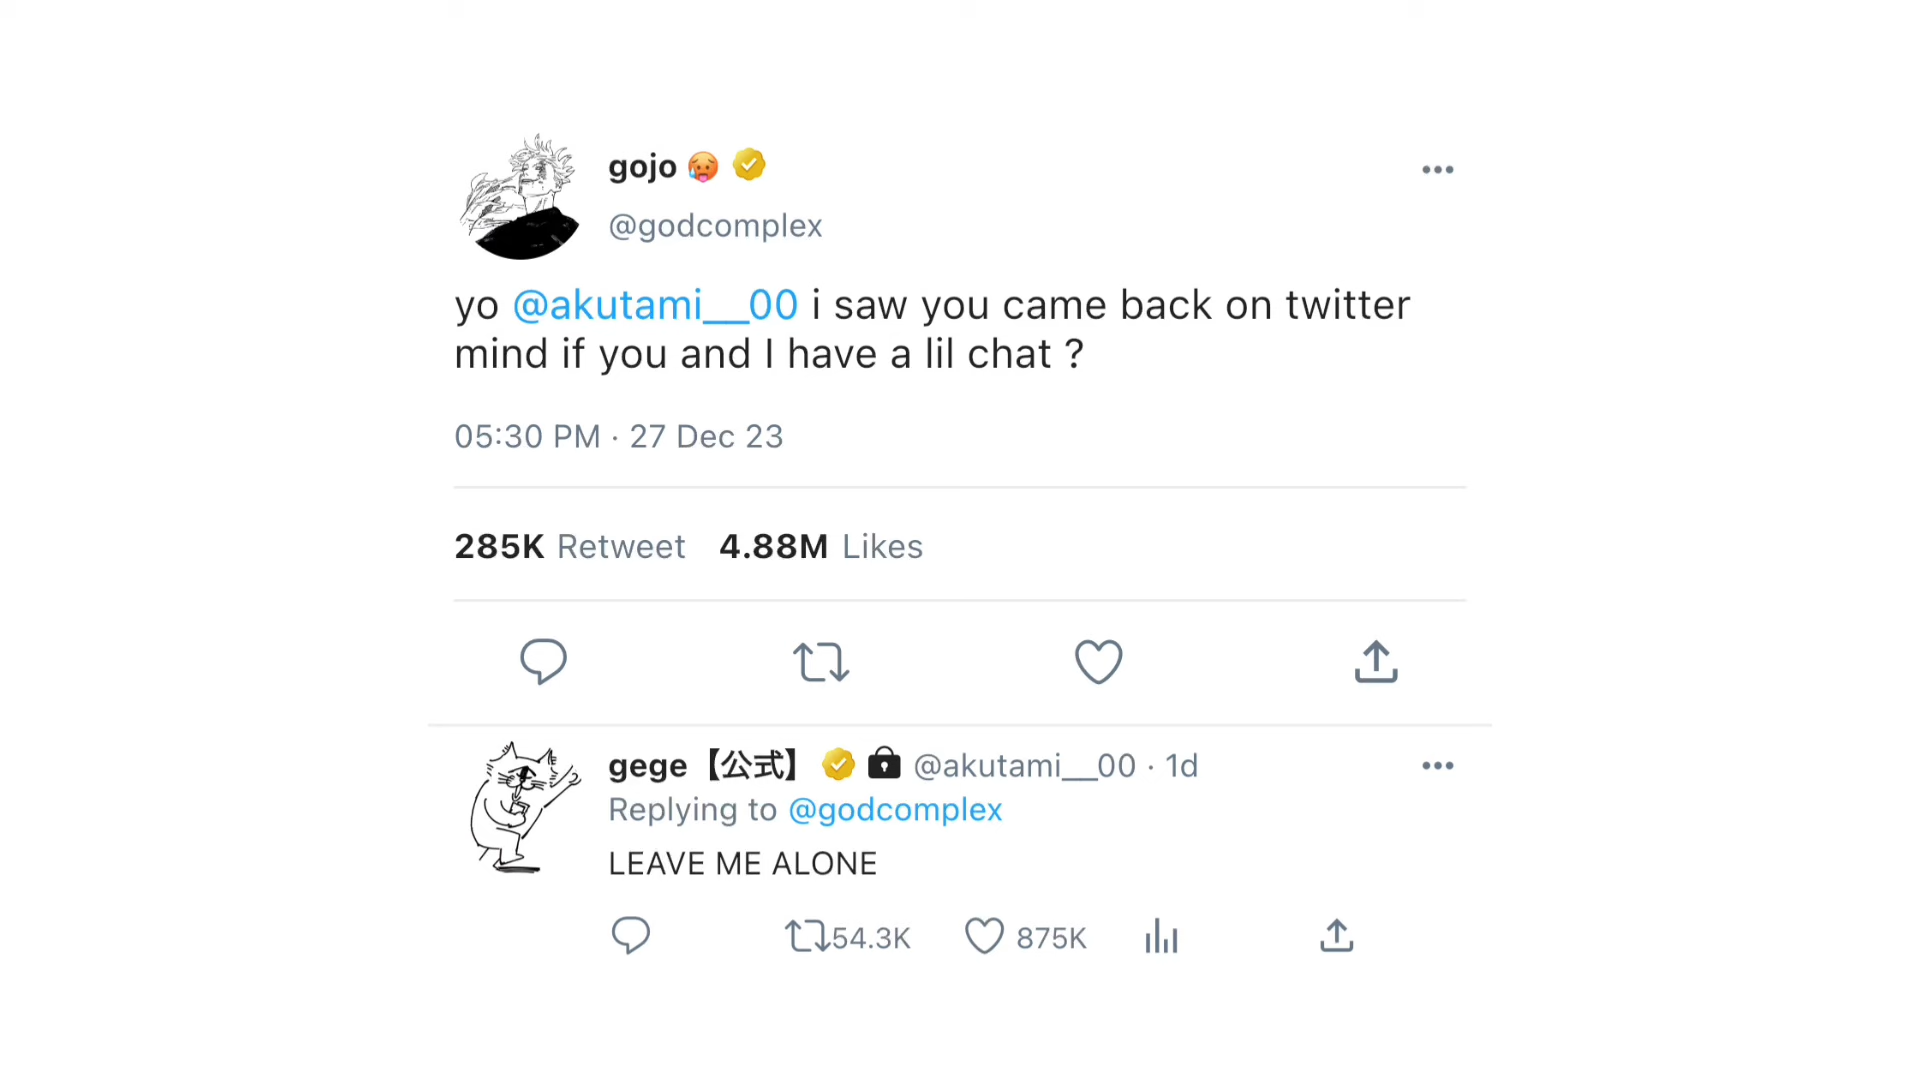 gojo 🥵
@godcomplex
yo @akutami__00 i saw you came back on twitter
mind if you and I have a lil chat ?
05:30 PM · 27 Dec 23
285K Retweet 4.88M Likes
gege【公式】 @akutami__00 · 1d
Replying to @godcomplex
LEAVE ME ALONE
54.3K 875K